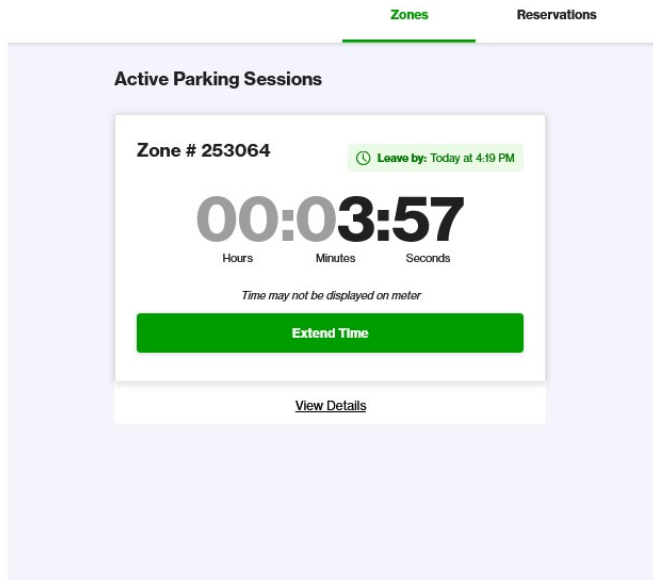 Zones Reservations
Active Parking Sessions
Zone # 253064
Leave by: Today at 4:19 PM
00:03:57
Hours Minutes Seconds
Time may not be displayed on meter
Extend Time
View Details